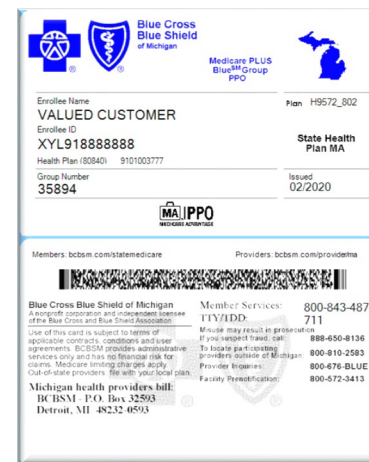 Blue Cross
Blue Shield
of Michigan
Medicare PLUS
Blue℠Group
PPO
Enrollee Name
VALUED CUSTOMER
Plan H9572_802
Enrollee ID
XYL918888888
State Health
Plan MA
Health Plan (80840) 9101003777
Group Number
35894
Issued
02/2020
MA PPO
MEDICARE ADVANTAGE
Members: bcbsm.com/statemedicare
Providers: bcbsm.com/provider/ma
Blue Cross Blue Shield of Michigan
A nonprofit corporation and independent licensee
of the Blue Cross and Blue Shield Association
Use of this card is subject to terms of
applicable contracts, conditions and user
agreements. BCBSM provides administrative
services only and has no financial risk for
claims. Medicare limiting charges apply.
Out-of-state providers: file with your local plan.
Michigan health providers bill:
BCBSM - P.O. Box 32593
Detroit, MI 48232-0593
Member Services: 800-843-487
TTY/TDD: 711
Misuse may result in prosecution
If you suspect fraud, call: 888-650-8136
To locate participating
providers outside of Michigan: 800-810-2583
Provider Inquiries: 800-676-BLUE
Facility Prenotification: 800-572-3413